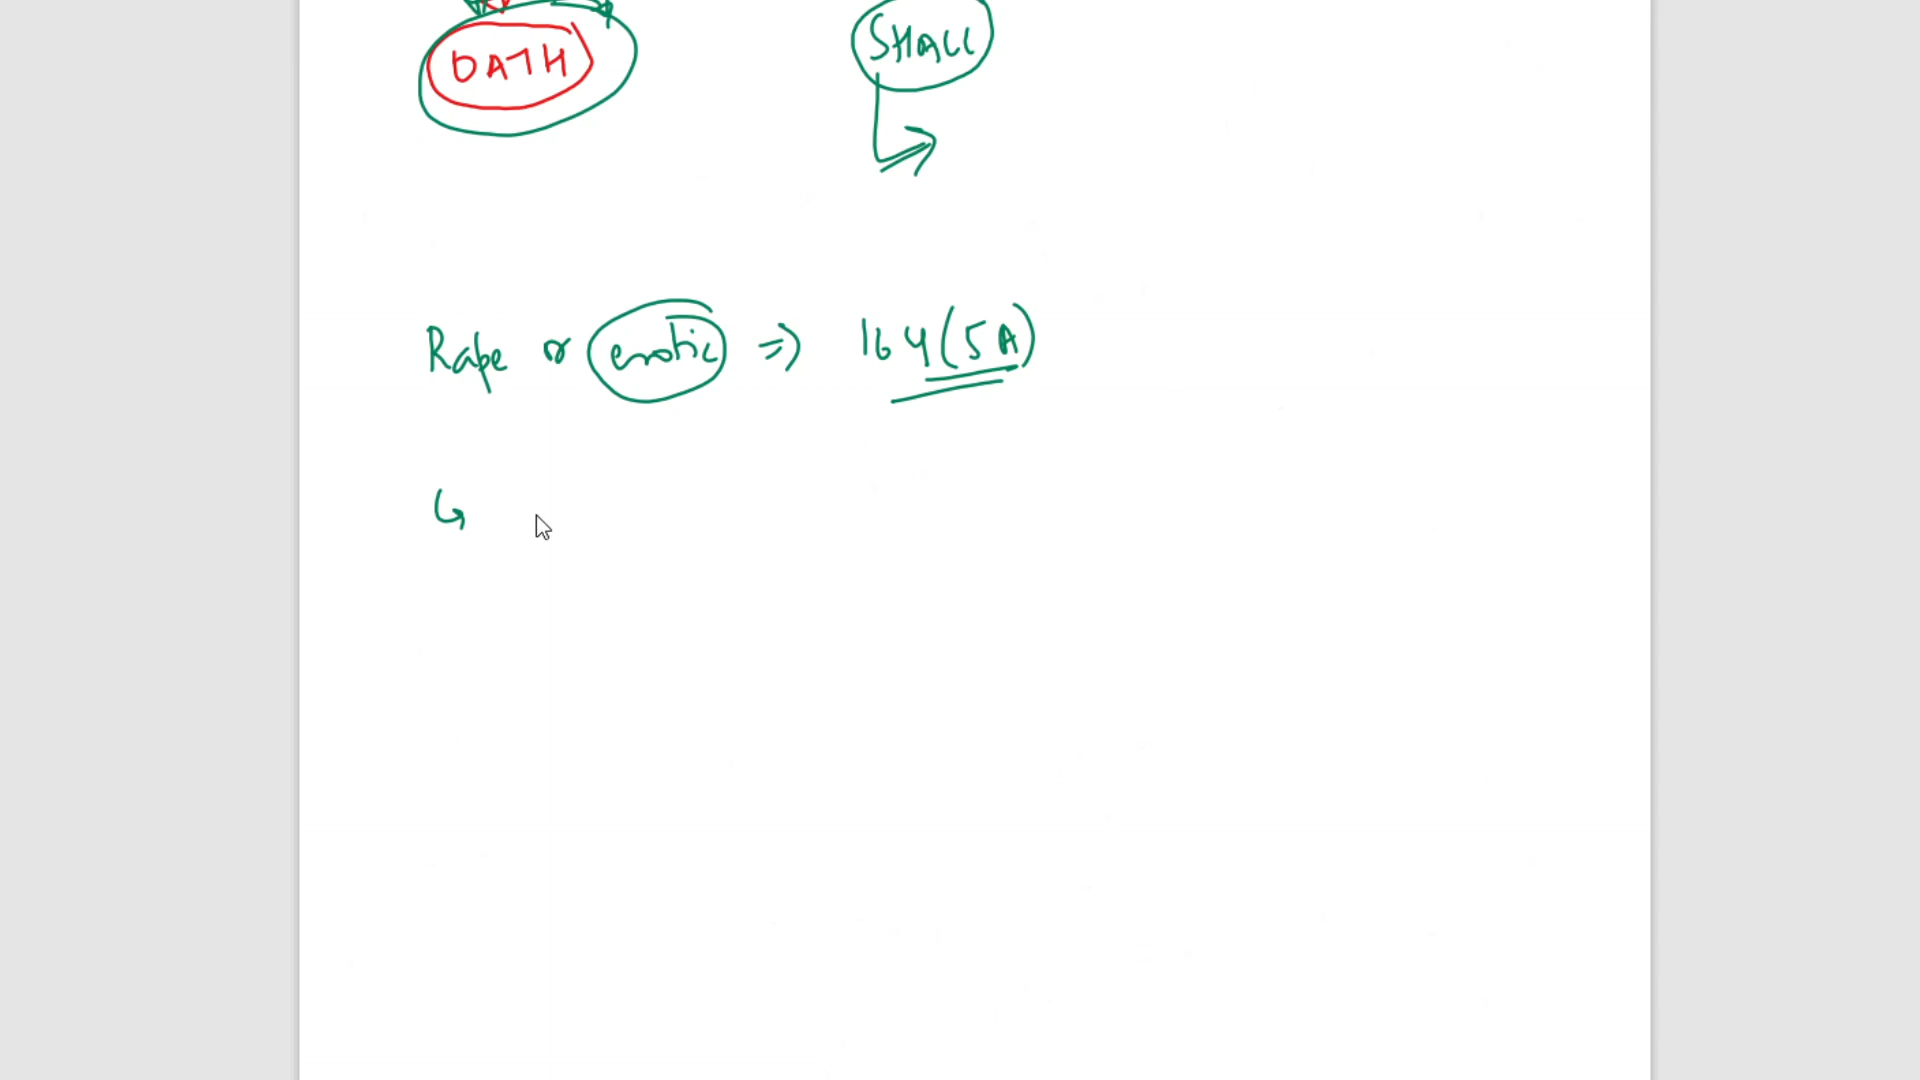 OATH SHALL
Rape or erotic => 164(5A)